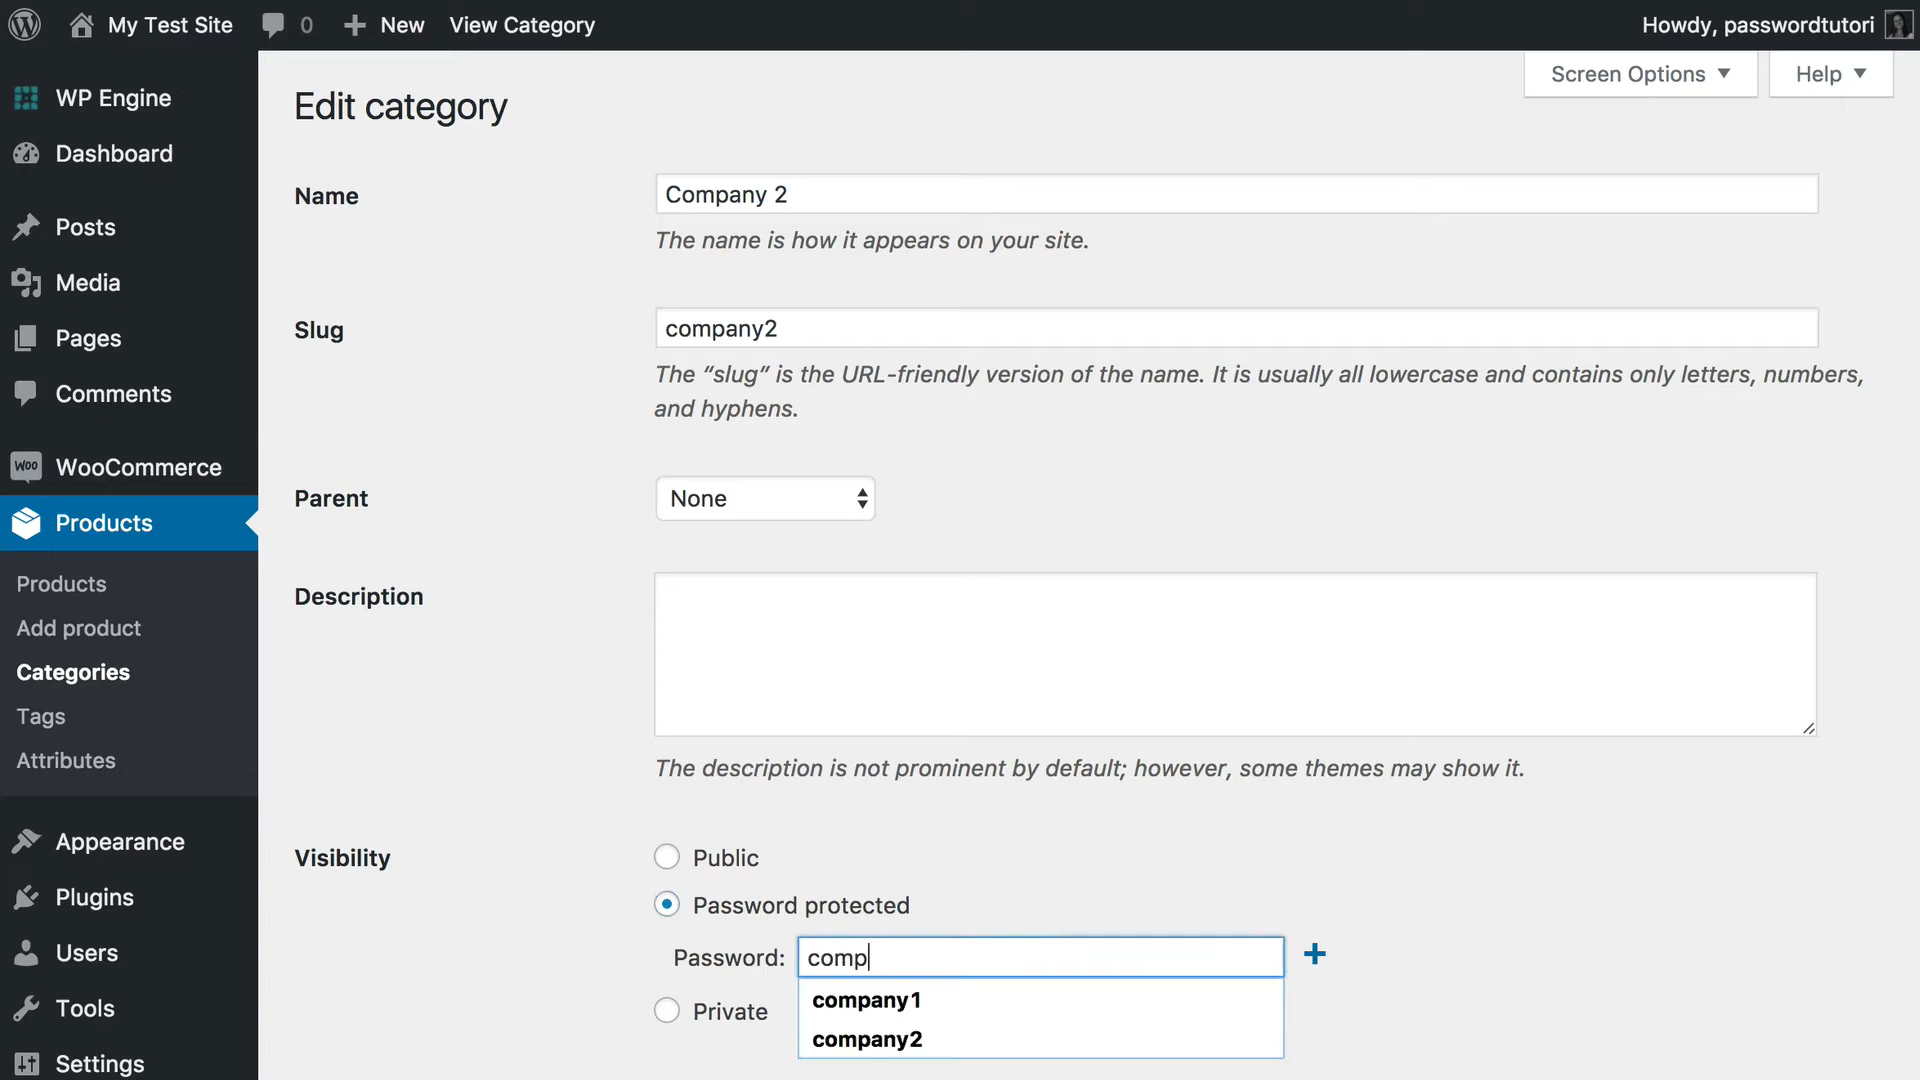 My Test Site
0
New
View Category
Howdy, passwordtutori
WP Engine
Dashboard
Posts
Media
Pages
Comments
WOO
WooCommerce
Products
Products
Add product
Categories
Tags
Attributes
Appearance
Plugins
Users
Tools
Settings
Screen Options
Help
Edit category
Name
Company 2
The name is how it appears on your site.
Slug
company2
The “slug” is the URL-friendly version of the name. It is usually all lowercase and contains only letters, numbers,
and hyphens.
Parent
None
Description
The description is not prominent by default; however, some themes may show it.
Visibility
Public
Password protected
Password:
comp
company1
company2
Private